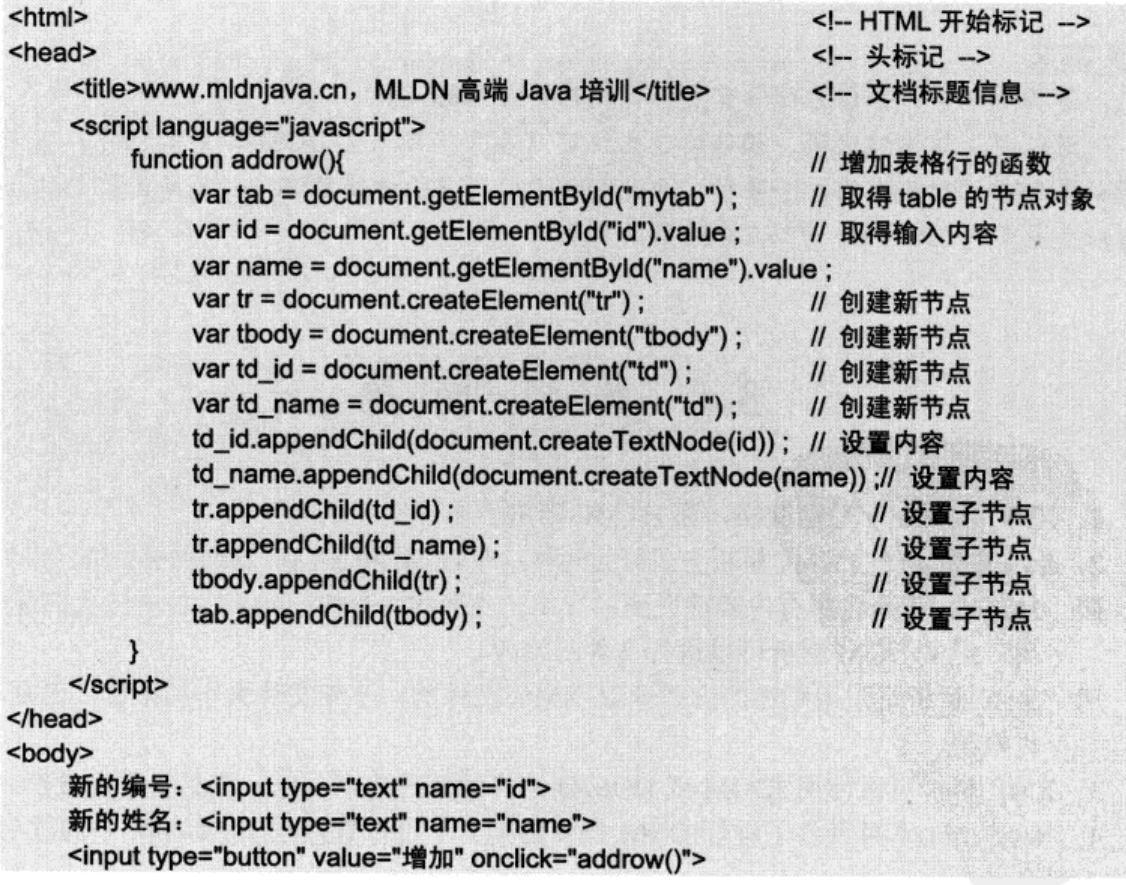 <html> <!-- HTML 开始标记 -->
<head> <!-- 头标记 -->
<title>www.mldnjava.cn，MLDN 高端 Java 培训</title> <!-- 文档标题信息 -->
<script language="javascript">
function addrow(){ // 增加表格行的函数
var tab = document.getElementById("mytab") ; // 取得 table 的节点对象
var id = document.getElementById("id").value ; // 取得输入内容
var name = document.getElementById("name").value ;
var tr = document.createElement("tr") ; // 创建新节点
var tbody = document.createElement("tbody") ; // 创建新节点
var td_id = document.createElement("td") ; // 创建新节点
var td_name = document.createElement("td") ; // 创建新节点
td_id.appendChild(document.createTextNode(id)) ; // 设置内容
td_name.appendChild(document.createTextNode(name)) ;// 设置内容
tr.appendChild(td_id) ; // 设置子节点
tr.appendChild(td_name) ; // 设置子节点
tbody.appendChild(tr) ; // 设置子节点
tab.appendChild(tbody) ; // 设置子节点
}
</script>
</head>
<body>
新的编号：<input type="text" name="id">
新的姓名：<input type="text" name="name">
<input type="button" value="增加" onclick="addrow()">